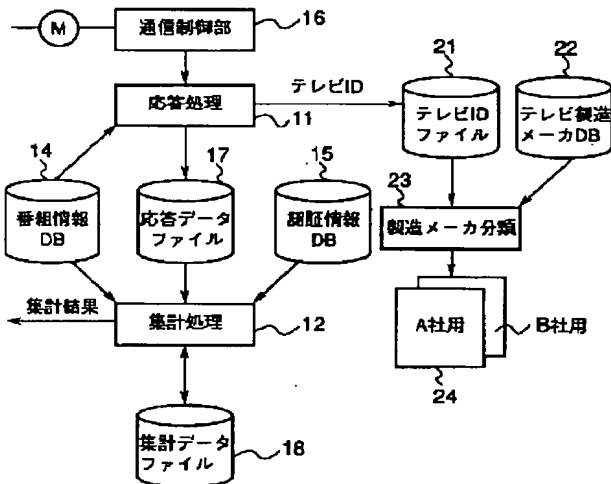 M
通信制御部
16
応答処理
11
テレビID
21
テレビID
ファイル
22
テレビ製造
メーカDB
14
番組情報
DB
17
応答データ
ファイル
15
認証情報
DB
23
製造メーカ分類
集計結果
集計処理
12
A社用
B社用
24
集計データ
ファイル
18